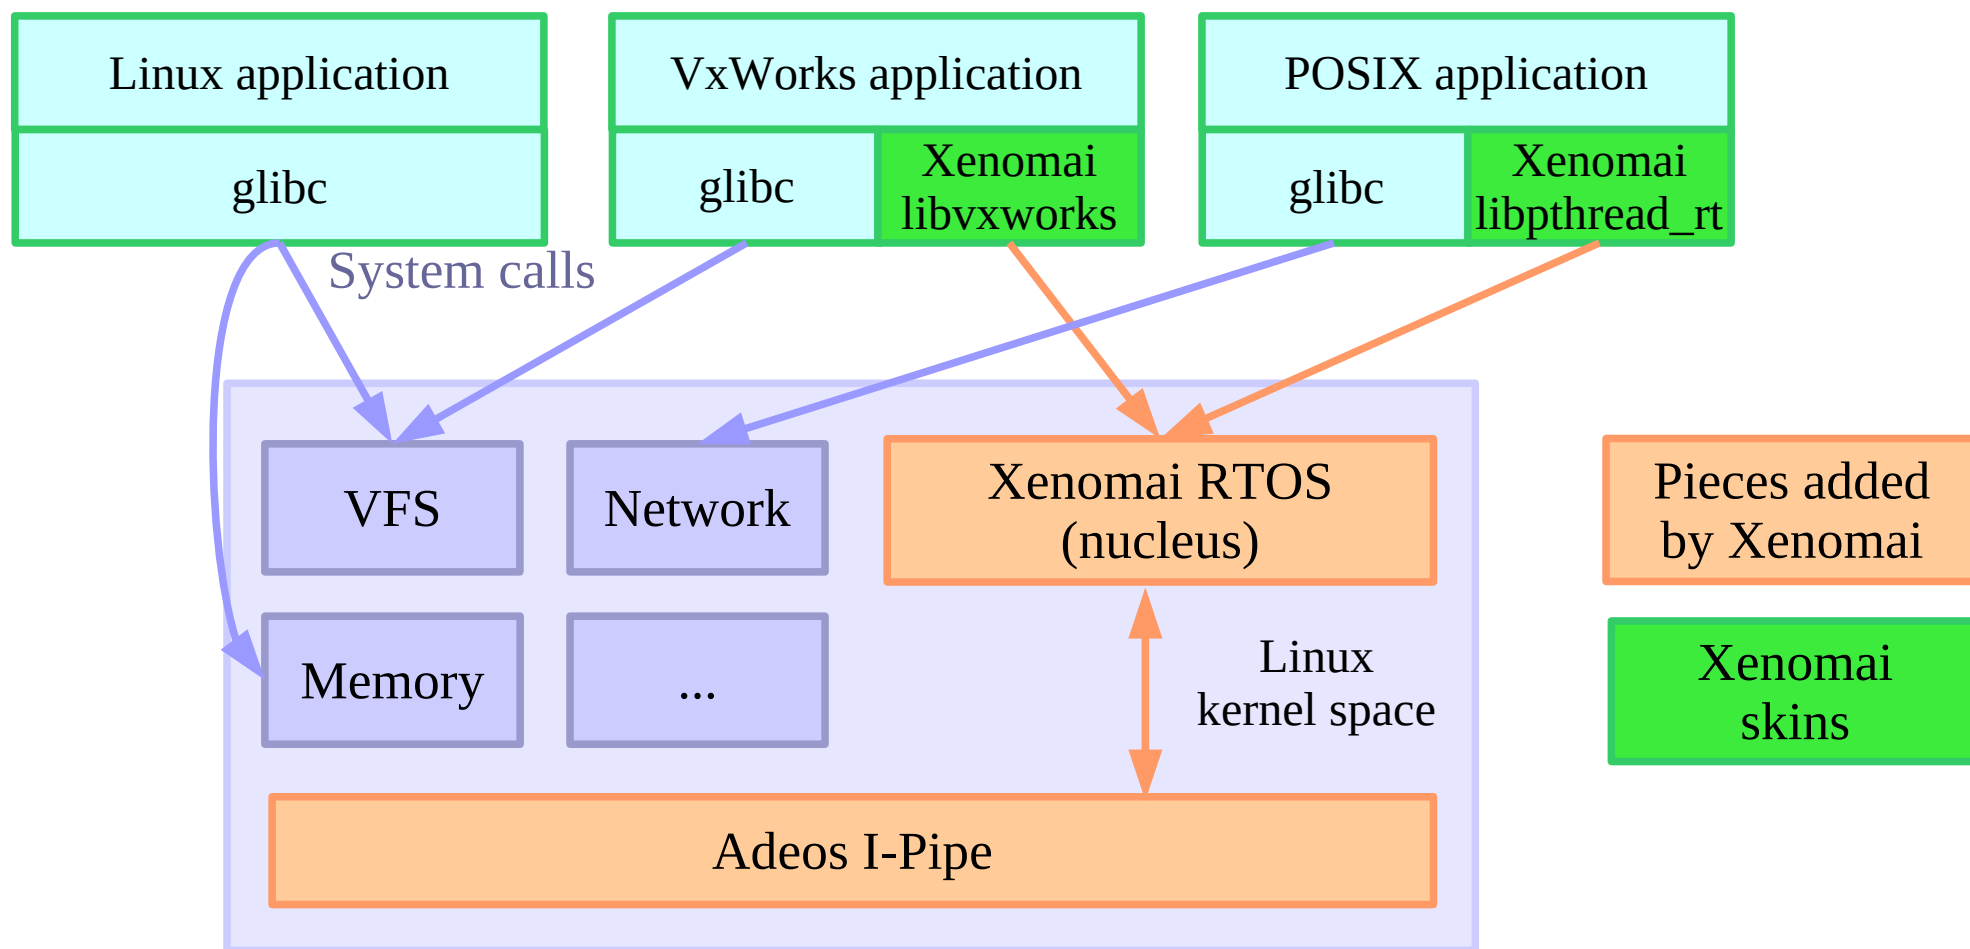 Linux application
VxWorks application
POSIX application
glibc
glibc
Xenomai
libvxworks
glibc
Xenomai
libpthread_rt
System calls
VFS
Network
Xenomai RTOS
(nucleus)
Pieces added
by Xenomai
Memory
...
Linux
kernel space
Xenomai
skins
Adeos I-Pipe